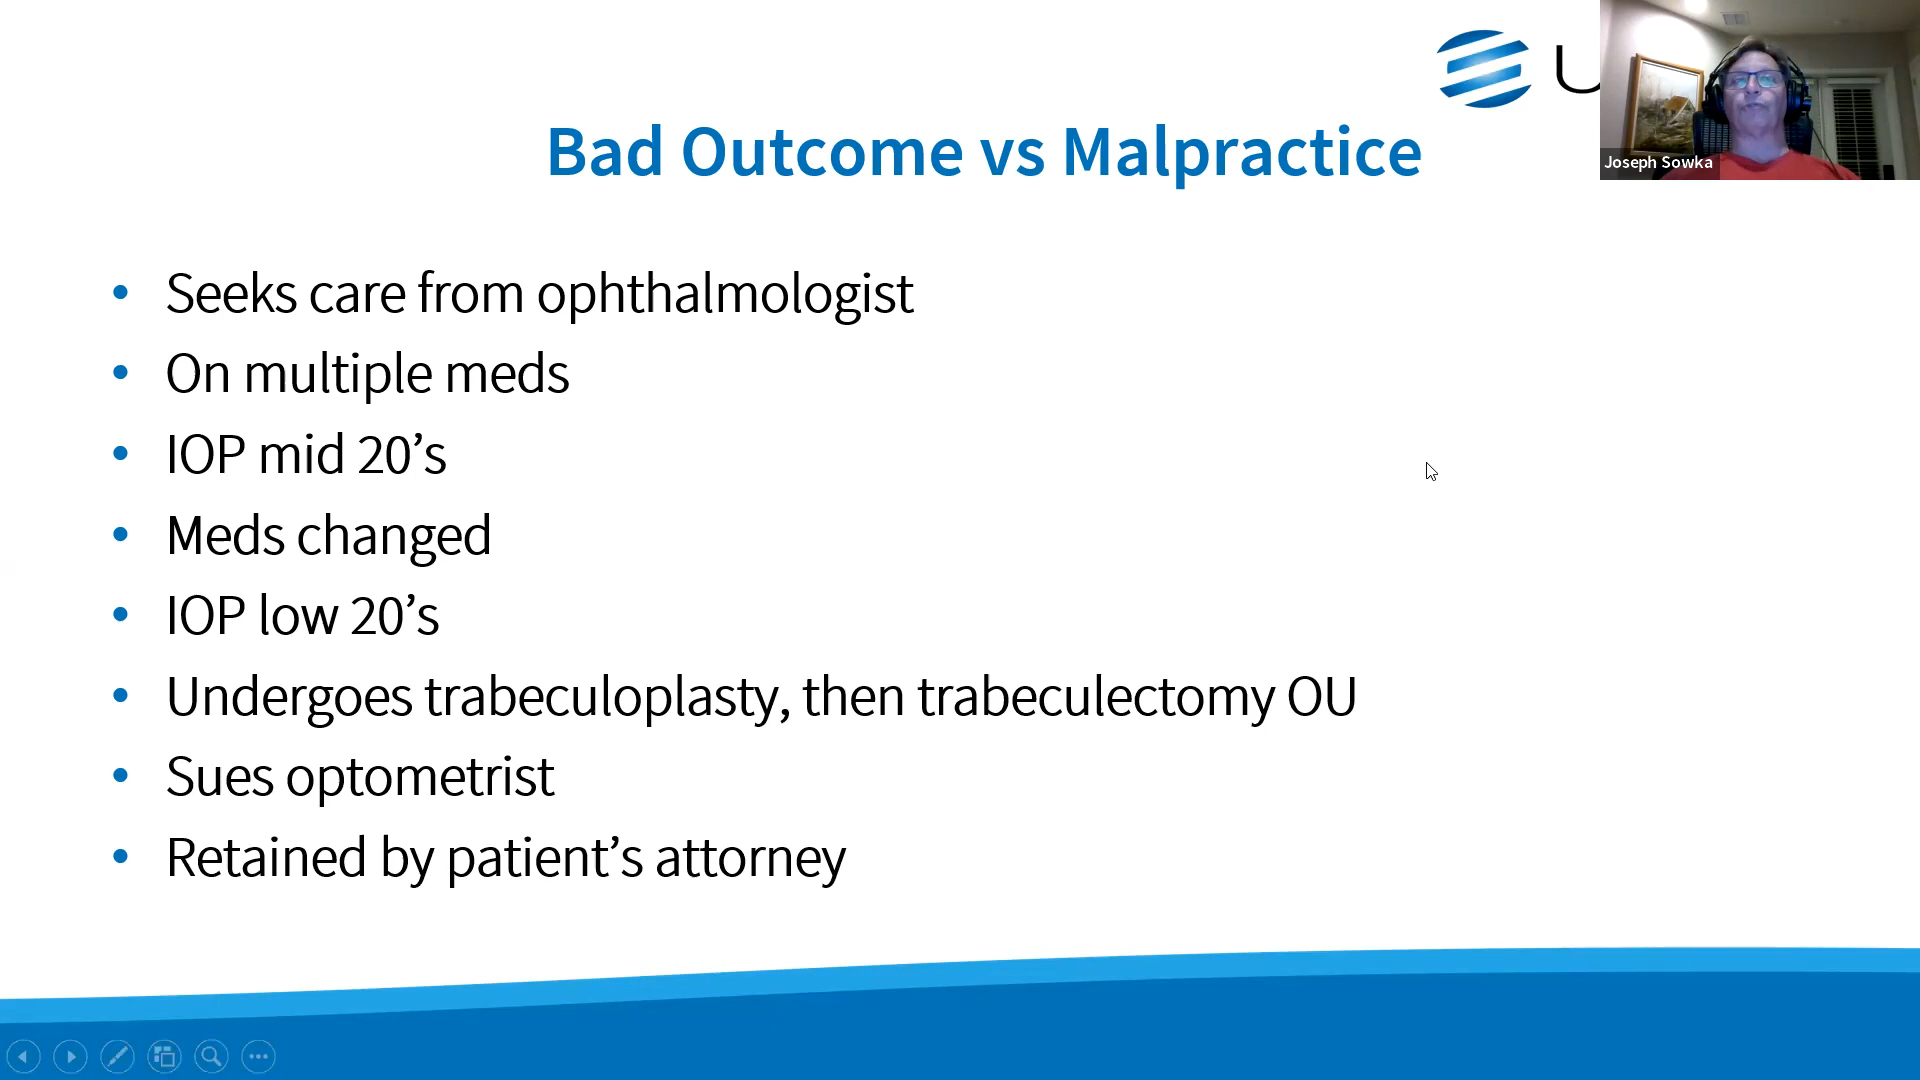 U
Joseph Sowka
Bad Outcome vs Malpractice
• Seeks care from ophthalmologist
• On multiple meds
• IOP mid 20’s
• Meds changed
• IOP low 20’s
• Undergoes trabeculoplasty, then trabeculectomy OU
• Sues optometrist
• Retained by patient’s attorney